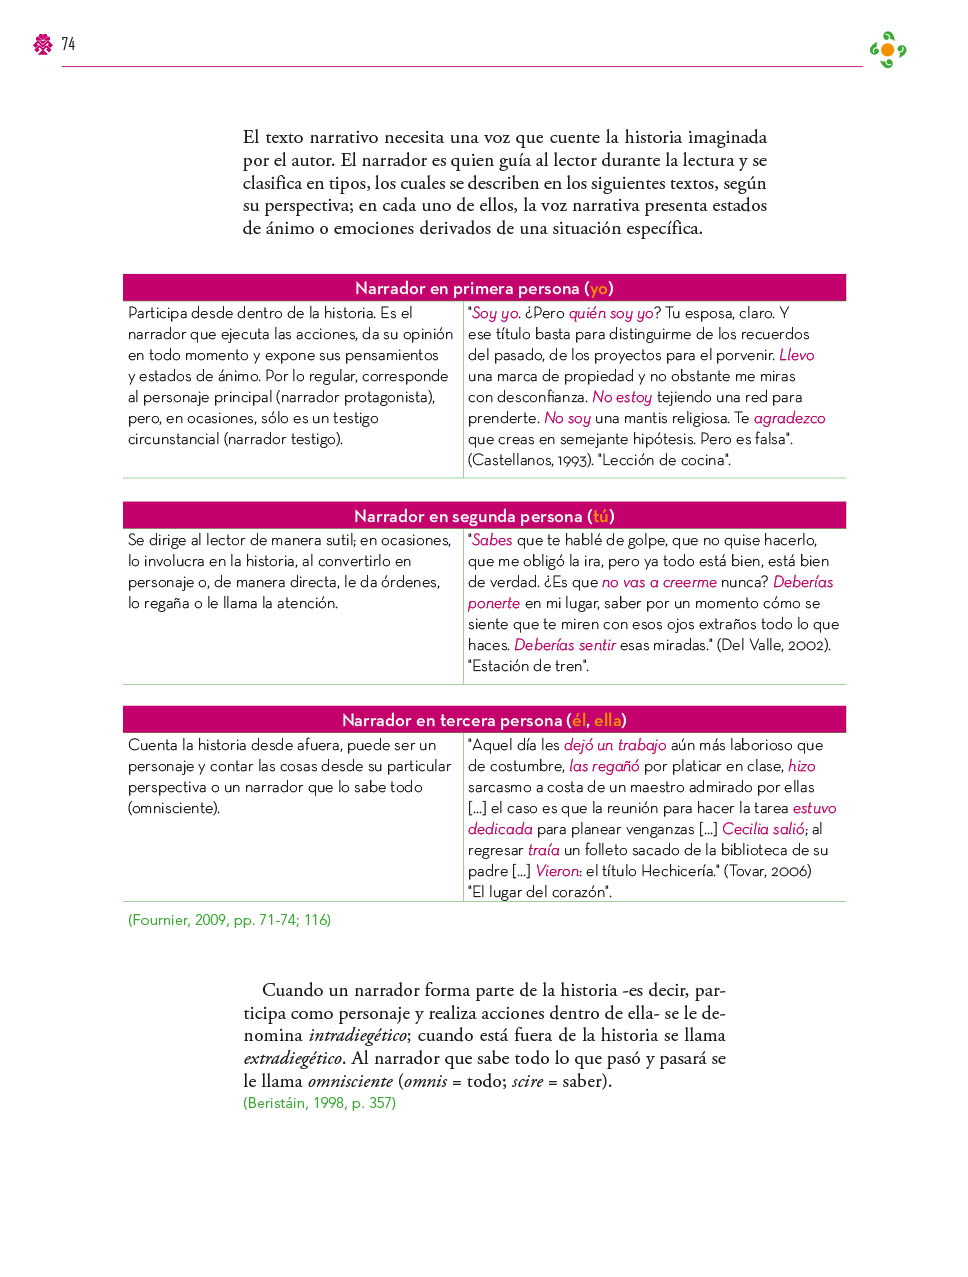 74
El texto narrativo necesita una voz que cuente la historia imaginada
por el autor. El narrador es quien guía al lector durante la lectura y se
clasifica en tipos, los cuales se describen en los siguientes textos, según
su perspectiva; en cada uno de ellos, la voz narrativa presenta estados
de ánimo o emociones derivados de una situación específica.
Narrador en primera persona (yo)
Participa desde dentro de la historia. Es el
narrador que ejecuta las acciones, da su opinión
en todo momento y expone sus pensamientos
y estados de ánimo. Por lo regular, corresponde
al personaje principal (narrador protagonista),
pero, en ocasiones, sólo es un testigo
circunstancial (narrador testigo).
"Soy yo. ¿Pero quién soy yo? Tu esposa, claro. Y
ese título basta para distinguirme de los recuerdos
del pasado, de los proyectos para el porvenir. Llevo
una marca de propiedad y no obstante me miras
con desconfianza. No estoy tejiendo una red para
prenderte. No soy una mantis religiosa. Te agradezco
que creas en semejante hipótesis. Pero es falsa".
(Castellanos, 1993). "Lección de cocina".
Narrador en segunda persona (tú)
Se dirige al lector de manera sutil; en ocasiones,
lo involucra en la historia, al convertirlo en
personaje o, de manera directa, le da órdenes,
lo regaña o le llama la atención.
"Sabes que te hablé de golpe, que no quise hacerlo,
que me obligó la ira, pero ya todo está bien, está bien
de verdad. ¿Es que no vas a creerme nunca? Deberías
ponerte en mi lugar, saber por un momento cómo se
siente que te miren con esos ojos extraños todo lo que
haces. Deberías sentir esas miradas." (Del Valle, 2002).
"Estación de tren".
Narrador en tercera persona (él, ella)
Cuenta la historia desde afuera, puede ser un
personaje y contar las cosas desde su particular
perspectiva o un narrador que lo sabe todo
(omnisciente).
"Aquel día les dejó un trabajo aún más laborioso que
de costumbre, las regañó por platicar en clase, hizo
sarcasmo a costa de un maestro admirado por ellas
[...] el caso es que la reunión para hacer la tarea estuvo
dedicada para planear venganzas [...] Cecilia salió; al
regresar traía un folleto sacado de la biblioteca de su
padre [...] Vieron: el título Hechicería." (Tovar, 2006)
"El lugar del corazón".
(Fournier, 2009, pp. 71-74; 116)
Cuando un narrador forma parte de la historia -es decir, par-
ticipa como personaje y realiza acciones dentro de ella- se le de-
nomina intradiegético; cuando está fuera de la historia se llama
extradiegético. Al narrador que sabe todo lo que pasó y pasará se
le llama omnisciente (omnis = todo; scire = saber).
(Beristáin, 1998, p. 357)